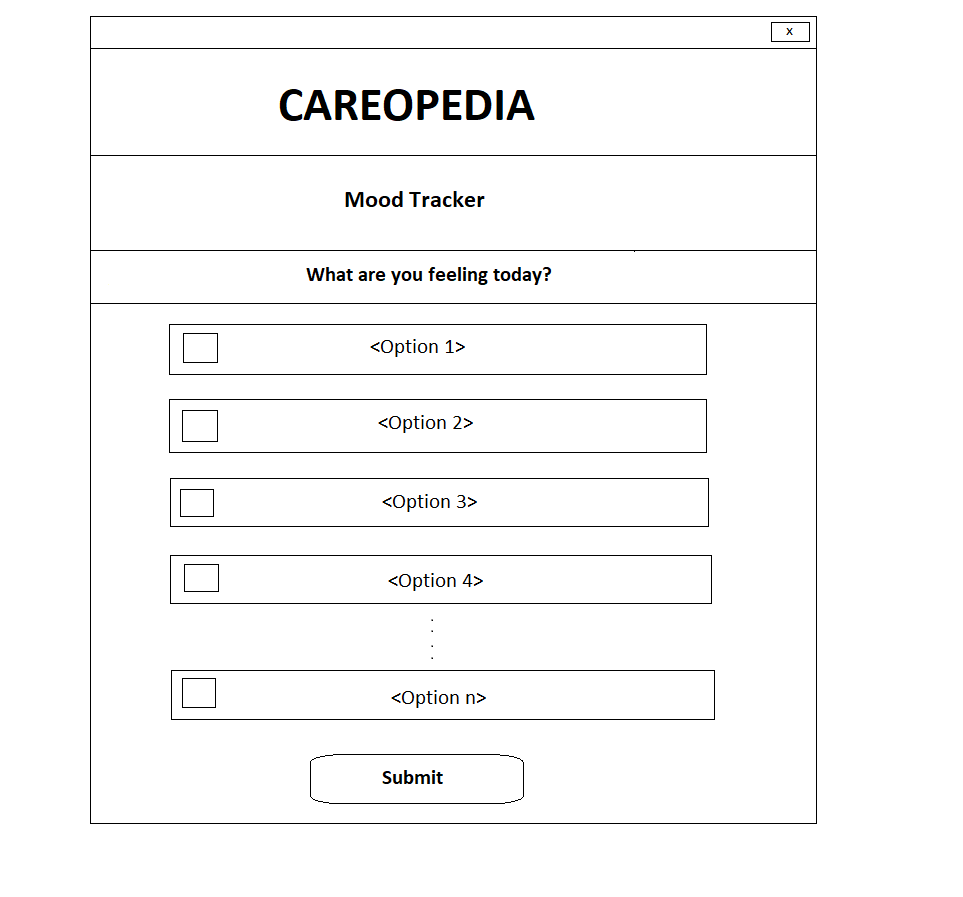 x
CAREOPEDIA
Mood Tracker
What are you feeling today?
<Option 1>
<Option 2>
<Option 3>
<Option 4>
.
.
.
.
<Option n>
Submit